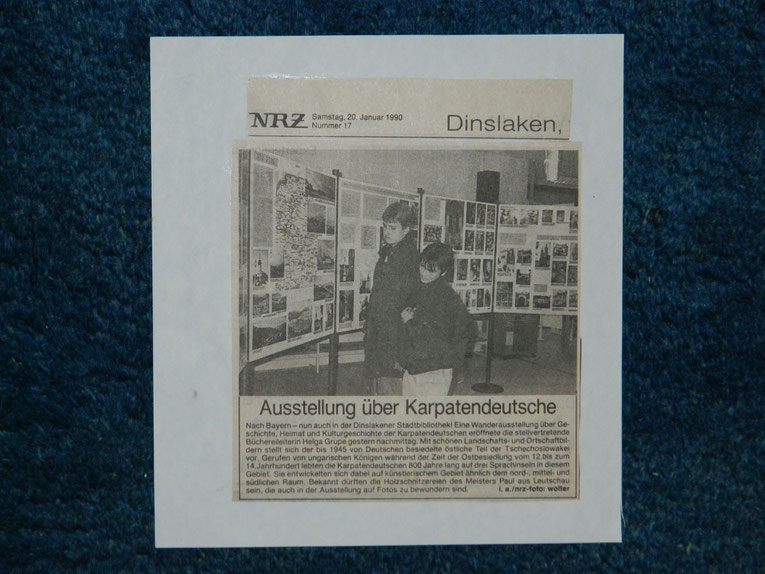 NRZ Samstag, 20. Januar 1990
Nummer 17
Dinslaken,
Ausstellung über Karpatendeutsche
Nach Bayern – nun auch in der Dinslakener Stadtbibliothek! Eine Wanderausstellung über Ge-
schichte, Heimat und Kulturgeschichte der Karpatendeutschen eröffnete die stellvertretende
Büchereileiterin Helga Grupe gestern nachmittag. Mit schönen Landschafts- und Ortschaftbil-
dern stellt sich der bis 1945 von Deutschen besiedelte östliche Teil der Tschechoslowakei
vor. Gerufen von ungarischen Königen während der Zeit der Ostbesiedlung vom 12. bis zum
14. Jahrhundert lebten die Karpatendeutschen 800 Jahre lang auf drei Sprachinseln in diesem
Gebiet. Sie entwickelten sich dabei auf künstlerischem Gebiet ähnlich dem nord-, mittel- und
südlichen Raum. Bekannt dürften die Holzschnitzereien des Meisters Paul aus Leutschau
sein, die auch in der Ausstellung auf Fotos zu bewundern sind. i. a./nrz-foto: wolter